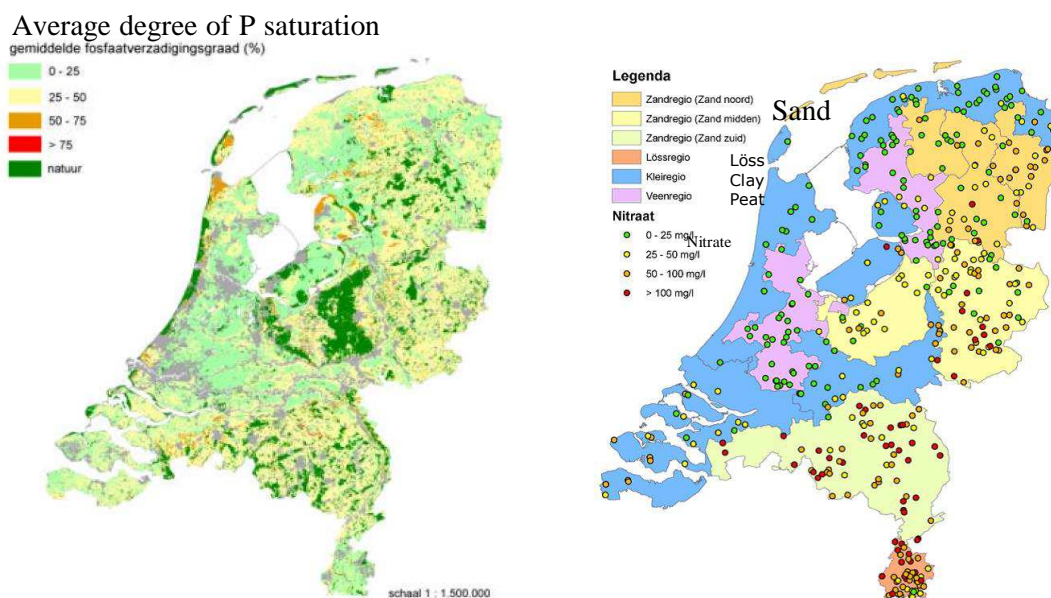 Average degree of P saturation
gemiddelde fosfaatverzadigingsgraad (%)
0 - 25
25 - 50
50 - 75
> 75
natuur
schaal 1 : 1.500.000
Legenda
Zandregio (Zand noord)
Zandregio (Zand midden)
Zandregio (Zand zuid)
Lössregio
Kleiregio
Veenregio
Sand
Löss
Clay
Peat
Nitraat
Nitrate
0 - 25 mg/l
25 - 50 mg/l
50 - 100 mg/l
> 100 mg/l